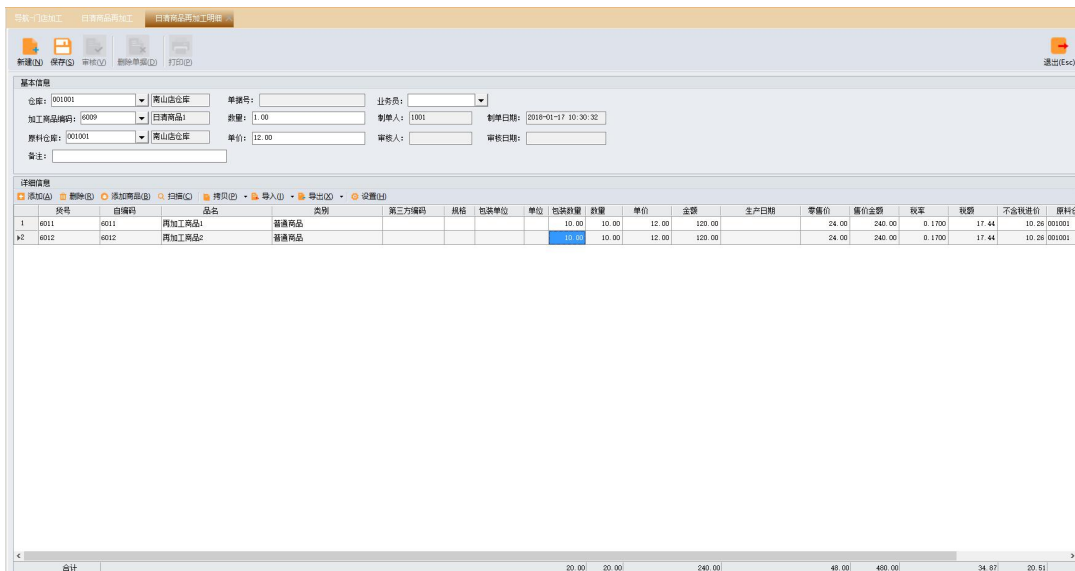 导航-门店加工 日清商品再加工 日清商品再加工明细
新建(N) 保存(S) 审核(V) 删除单据(D) 打印(P) 退出(Esc)
基本信息
仓库: 001001 南山店仓库 单据号: 业务员:
加工商品编码: 6009 日清商品1 数量: 1.00 制单人: 1001 制单日期: 2018-01-17 10:30:32
原料仓库: 001001 南山店仓库 单价: 12.00 审核人: 审核日期:
备注:
详细信息
添加(A) 删除(R) 添加商品(B) 扫描(C) 拷贝(P) 导入(I) 导出(X) 设置(H)
货号 自编码 品名 类别 第三方编码 规格 包装单位 单位 包装数量 数量 单价 金额 生产日期 零售价 售价金额 税率 税额 不含税进价 原料仓
1 6011 6011 再加工商品1 普通商品 10.00 10.00 12.00 120.00 24.00 240.00 0.1700 17.44 10.26 001001
2 6012 6012 再加工商品2 普通商品 10.00 10.00 12.00 120.00 24.00 240.00 0.1700 17.44 10.26 001001
合计 20.00 20.00 240.00 48.00 480.00 34.87 20.51